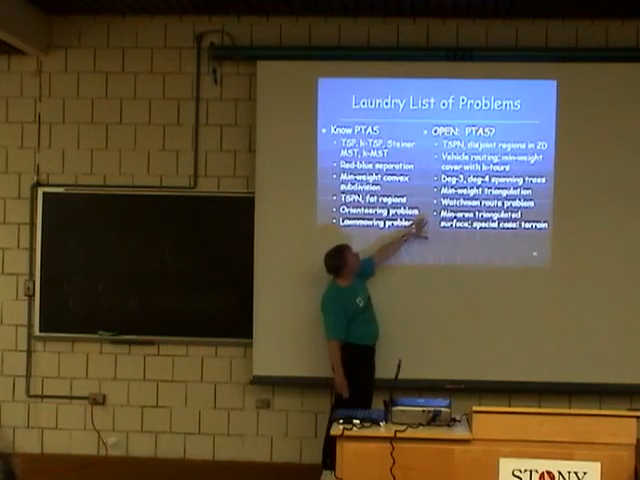 Laundry List of Problems
Know PTAS
TSP, k-TSP, Steiner
MST, k-MST
Red-blue separation
Min-weight convex
subdivision
TSPN, fat regions
Orienteering problem
Lawnmowing problem
OPEN: PTAS?
TSPN, disjoint regions in 2D
Vehicle routing; min-weight
cover with k-tours
Deg-3, deg-4 spanning trees
Min-weight triangulation
Watchman route problem
Min-area triangulated
surface; special case: terrain
STONY